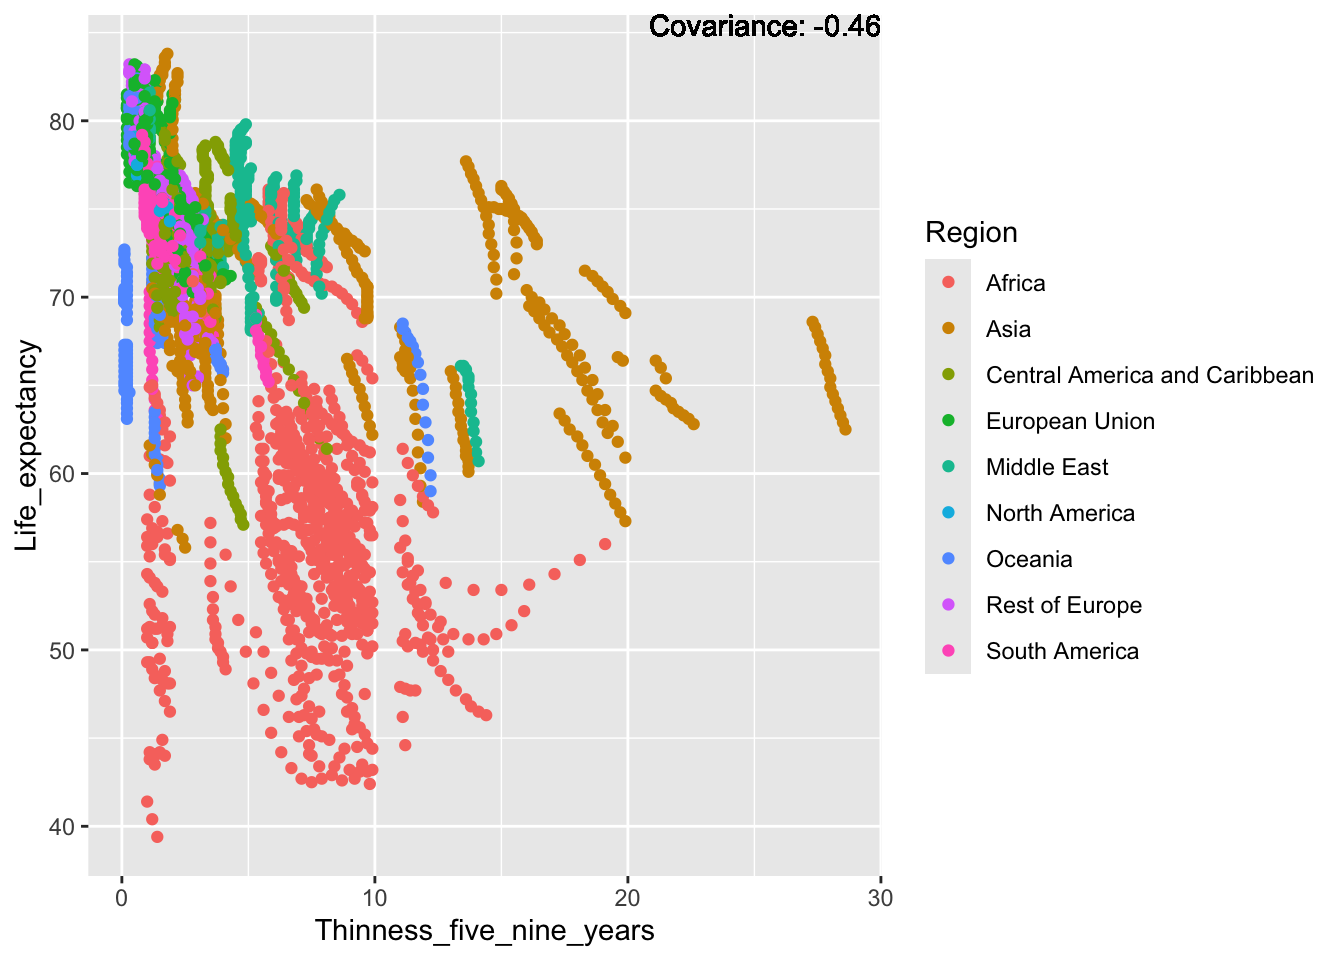 Covariance: -0.46
Life_expectancy
80
70
60
50
40
0
10
20
30
Thinness_five_nine_years
Region
Africa
Asia
Central America and Caribbean
European Union
Middle East
North America
Oceania
Rest of Europe
South America